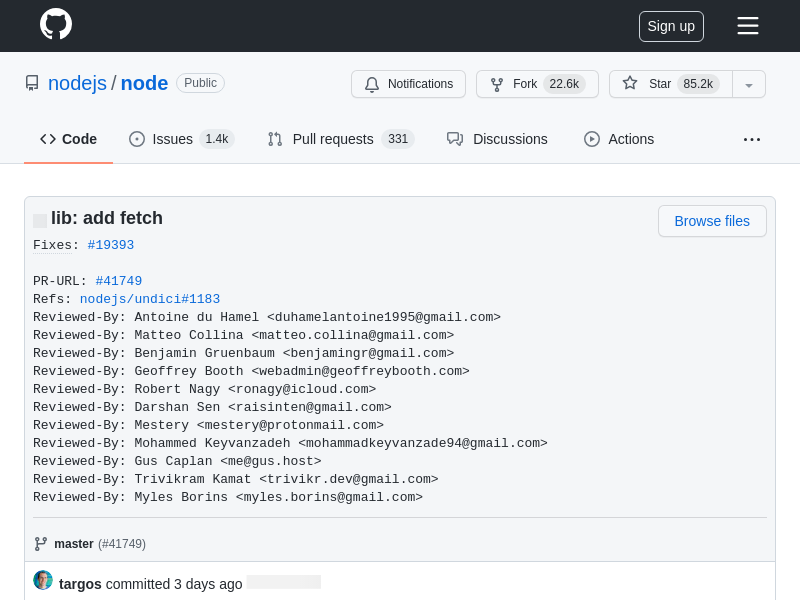 Sign up
nodejs / node Public
Notifications Fork 22.6k Star 85.2k
Code Issues 1.4k Pull requests 331 Discussions Actions
lib: add fetch
Browse files
Fixes: #19393
PR-URL: #41749
Refs: nodejs/undici#1183
Reviewed-By: Antoine du Hamel <duhamelantoine1995@gmail.com>
Reviewed-By: Matteo Collina <matteo.collina@gmail.com>
Reviewed-By: Benjamin Gruenbaum <benjamingr@gmail.com>
Reviewed-By: Geoffrey Booth <webadmin@geoffreybooth.com>
Reviewed-By: Robert Nagy <ronagy@icloud.com>
Reviewed-By: Darshan Sen <raisinten@gmail.com>
Reviewed-By: Mestery <mestery@protonmail.com>
Reviewed-By: Mohammed Keyvanzadeh <mohammadkeyvanzade94@gmail.com>
Reviewed-By: Gus Caplan <me@gus.host>
Reviewed-By: Trivikram Kamat <trivikr.dev@gmail.com>
Reviewed-By: Myles Borins <myles.borins@gmail.com>
master (#41749)
targos committed 3 days ago